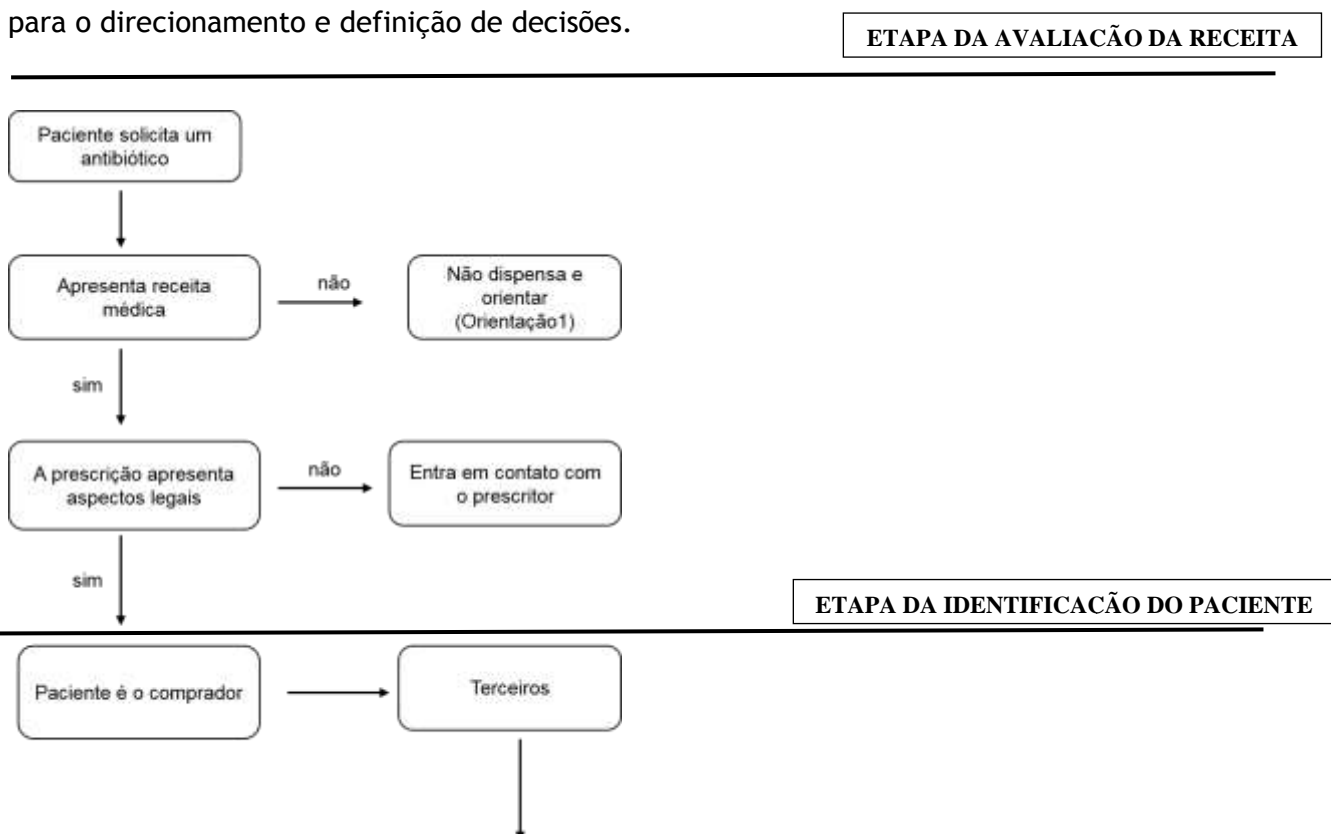 para o direcionamento e definição de decisões.
ETAPA DA AVALIACÃO DA RECEITA
Paciente solicita um
antibiótico
Apresenta receita
médica
não
Não dispensa e
orientar
(Orientação1)
sim
A prescrição apresenta
aspectos legais
não
Entra em contato com
o prescritor
sim
ETAPA DA IDENTIFICACÃO DO PACIENTE
Paciente é o comprador
Terceiros